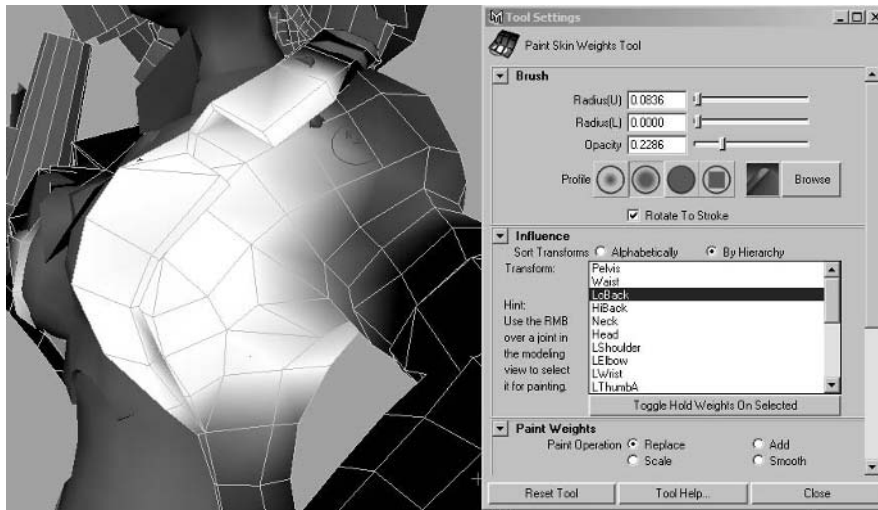 Tool Settings
Paint Skin Weights Tool
Brush
Radius(U) 0.0836
Radius(L) 0.0000
Opacity 0.2286
Profile Browse
Rotate To Stroke
Influence
Sort Transforms Alphabetically By Hierarchy
Transform:
Pelvis
Waist
LoBack
HiBack
Neck
Head
LShoulder
LElbow
LWrist
LThumbA
Hint:
Use the RMB
over a joint in
the modeling
view to select
it for painting.
Toggle Hold Weights On Selected
Paint Weights
Paint Operation Replace Add
Scale Smooth
Reset Tool Tool Help... Close